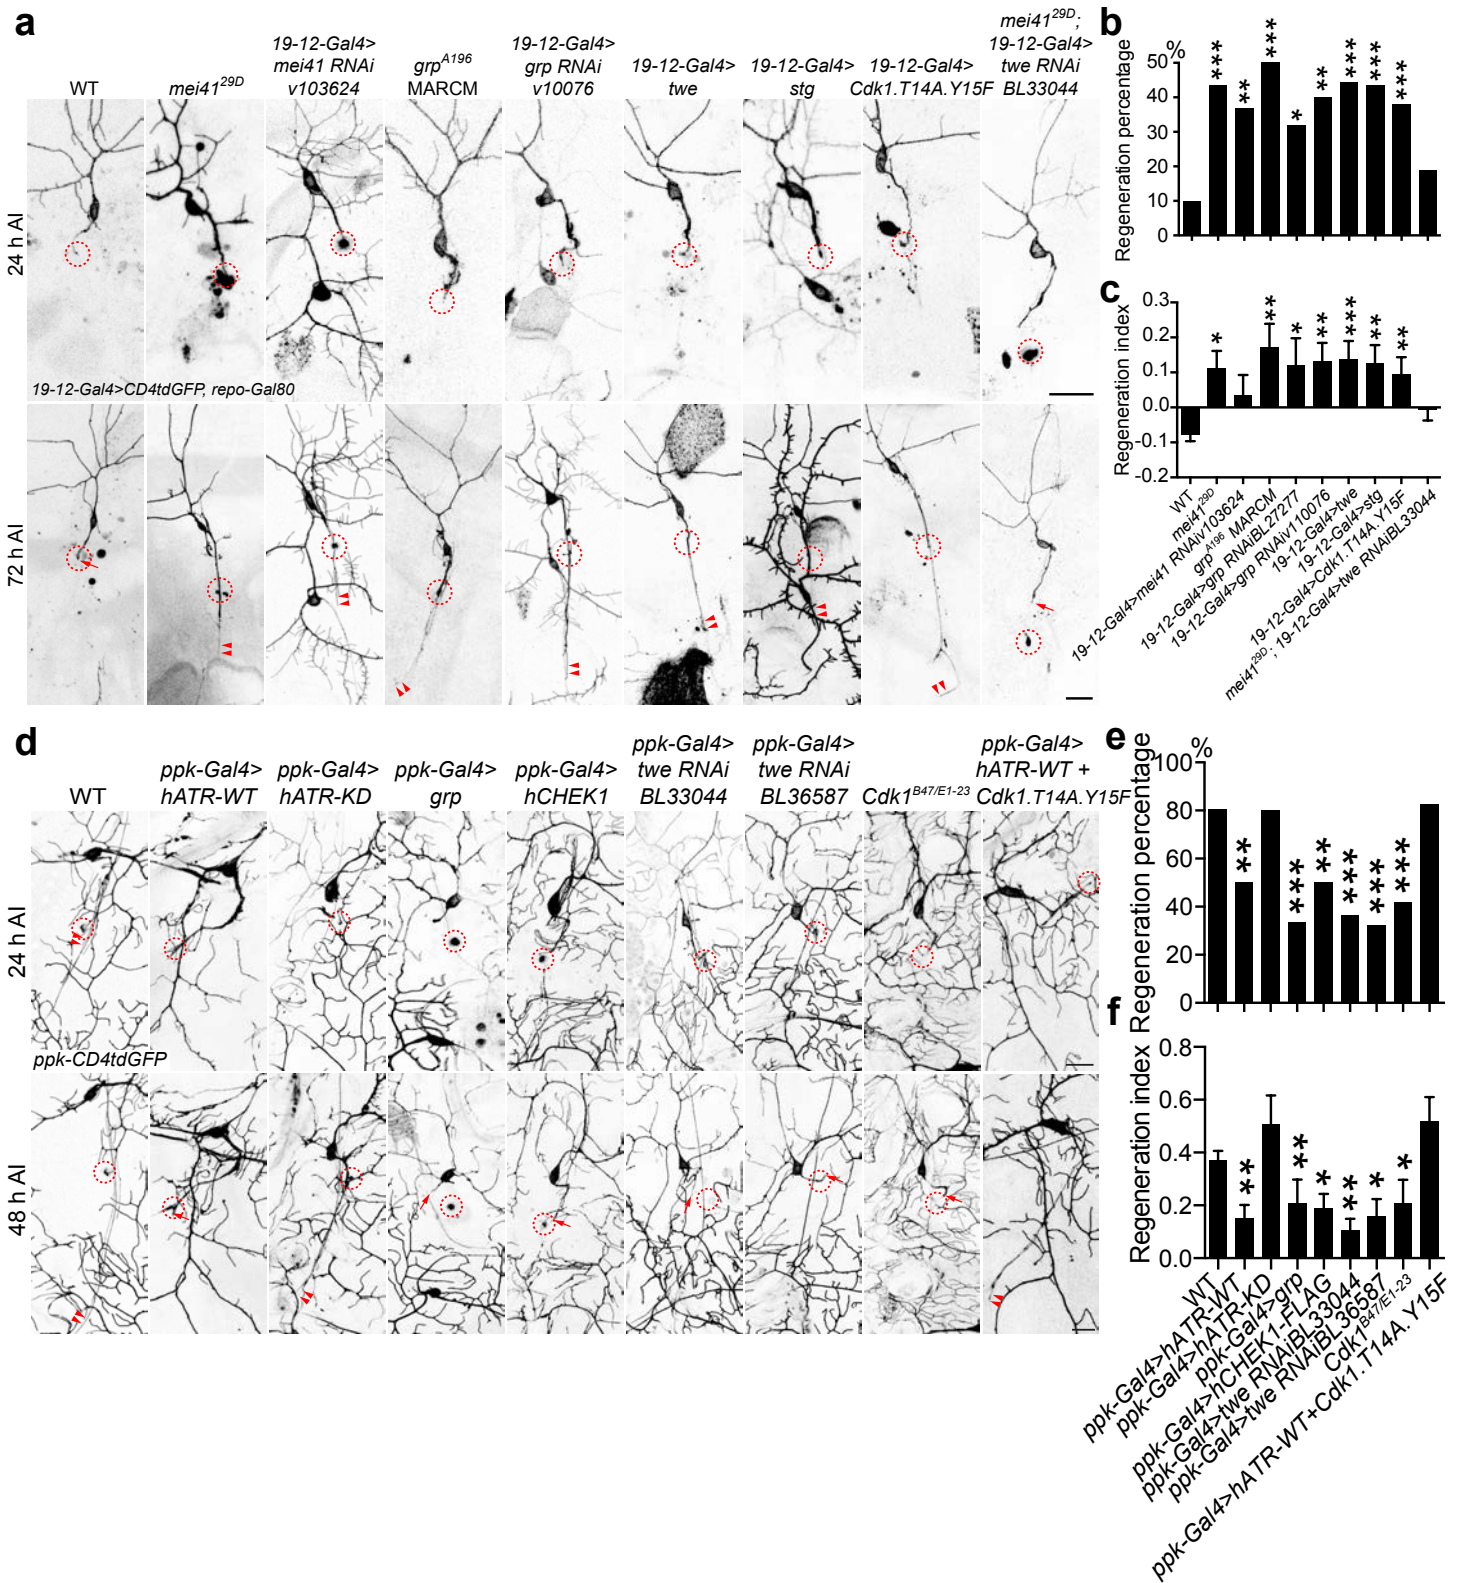 a
WT
mei41^29D
19-12-Gal4>
mei41 RNAi
v103624
grp^A196
MARCM
19-12-Gal4>
grp RNAi
v10076
19-12-Gal4>
twe
19-12-Gal4>
stg
19-12-Gal4>
Cdk1.T14A.Y15F
mei41^29D;
19-12-Gal4>
twe RNAi
BL33044
24 h AI
19-12-Gal4>CD4tdGFP, repo-Gal80
72 h AI
b
Regeneration percentage
%
50
40
30
20
10
0
***
**
***
*
**
***
***
***
c
Regeneration index
0.3
0.2
0.1
0.0
-0.1
-0.2
*
**
*
**
***
**
**
WT
mei41^29D
19-12-Gal4>mei41 RNAiv103624
grp^A196 MARCM
19-12-Gal4>grp RNAiBL27277
19-12-Gal4>grp RNAiv110076
19-12-Gal4>twe
19-12-Gal4>stg
19-12-Gal4>Cdk1.T14A.Y15F
mei41^29D; 19-12-Gal4>twe RNAiBL33044
d
WT
ppk-Gal4>
hATR-WT
ppk-Gal4>
hATR-KD
ppk-Gal4>
grp
ppk-Gal4>
hCHEK1
ppk-Gal4>
twe RNAi
BL33044
ppk-Gal4>
twe RNAi
BL36587
Cdk1^B47/E1-23
ppk-Gal4>
hATR-WT +
Cdk1.T14A.Y15F
24 h AI
ppk-CD4tdGFP
48 h AI
e
Regeneration percentage
%
100
80
60
40
20
0
**
***
**
***
***
***
f
Regeneration index
0.8
0.6
0.4
0.2
0.0
**
**
*
**
*
*
WT
ppk-Gal4>hATR-WT
ppk-Gal4>hATR-KD
ppk-Gal4>grp
ppk-Gal4>hCHEK1-FLAG
ppk-Gal4>twe RNAiBL33044
ppk-Gal4>twe RNAiBL36587
Cdk1^B47/E1-23
ppk-Gal4>hATR-WT+Cdk1.T14A.Y15F